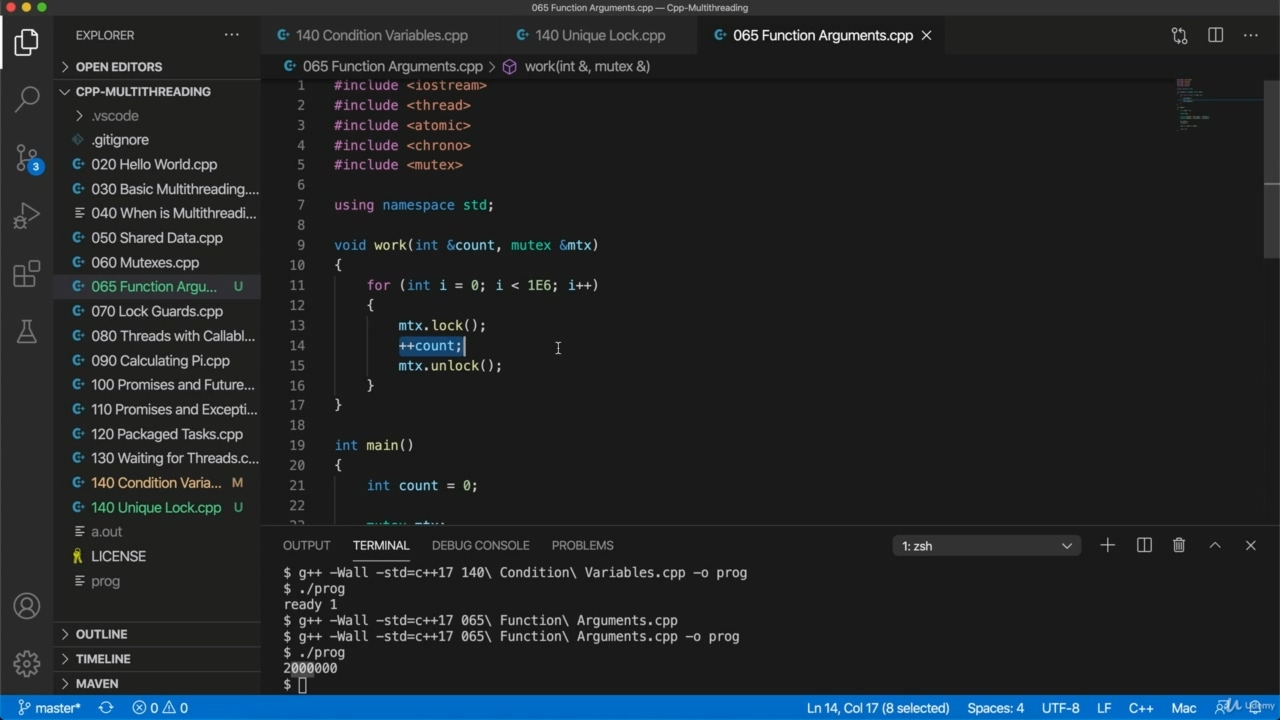 065 Function Arguments.cpp — Cpp-Multithreading
EXPLORER
140 Condition Variables.cpp
140 Unique Lock.cpp
065 Function Arguments.cpp
OPEN EDITORS
065 Function Arguments.cpp > work(int &, mutex &)
CPP-MULTITHREADING
.vscode
.gitignore
020 Hello World.cpp
030 Basic Multithreading....
040 When is Multithreadi...
050 Shared Data.cpp
060 Mutexes.cpp
065 Function Argu... U
070 Lock Guards.cpp
080 Threads with Callabl...
090 Calculating Pi.cpp
100 Promises and Future...
110 Promises and Excepti...
120 Packaged Tasks.cpp
130 Waiting for Threads.c...
140 Condition Varia... M
140 Unique Lock.cpp U
a.out
LICENSE
prog
OUTLINE
TIMELINE
MAVEN
3
1 #include <iostream>
2 #include <thread>
3 #include <atomic>
4 #include <chrono>
5 #include <mutex>
6
7 using namespace std;
8
9 void work(int &count, mutex &mtx)
10 {
11 for (int i = 0; i < 1E6; i++)
12 {
13 mtx.lock();
14 ++count;
15 mtx.unlock();
16 }
17 }
18
19 int main()
20 {
21 int count = 0;
22
23 mutex mtx;
OUTPUT TERMINAL DEBUG CONSOLE PROBLEMS 1: zsh
$ g++ -Wall -std=c++17 140\ Condition\ Variables.cpp -o prog
$ ./prog
ready 1
$ g++ -Wall -std=c++17 065\ Function\ Arguments.cpp
$ g++ -Wall -std=c++17 065\ Function\ Arguments.cpp -o prog
$ ./prog
2000000
$
master* 0 0 Ln 14, Col 17 (8 selected) Spaces: 4 UTF-8 LF C++ Mac
Udemy